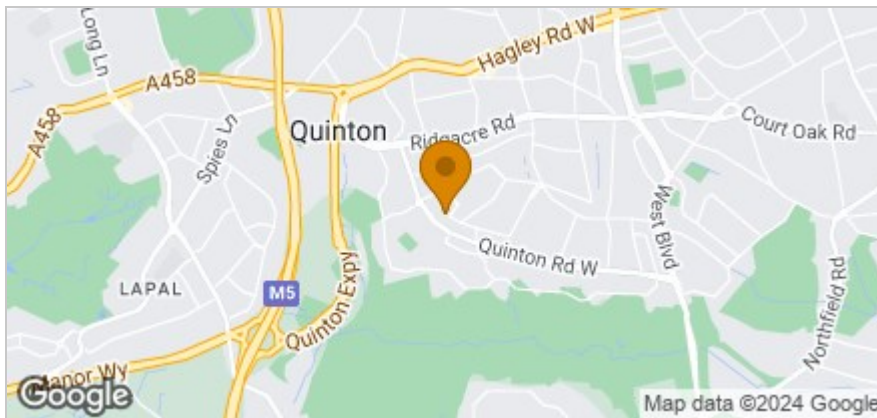 Long Ln
A458
Hagley Rd W
A458
Spies Ln
Quinton
Ridgacre Rd
Court Oak Rd
West Blvd
Quinton Rd W
LAPAL
M5
Quinton Expy
Northfield Rd
Manor Wy
Google
Map data ©2024 Google